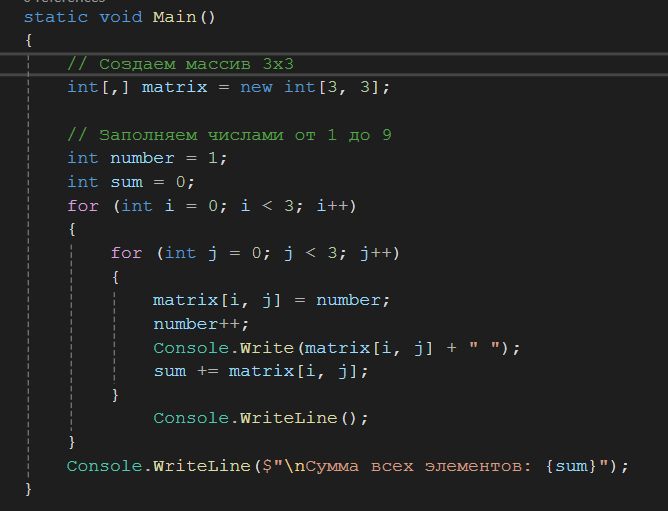 static void Main()
{
// Создаем массив 3x3
int[,] matrix = new int[3, 3];
// Заполняем числами от 1 до 9
int number = 1;
int sum = 0;
for (int i = 0; i < 3; i++)
{
for (int j = 0; j < 3; j++)
{
matrix[i, j] = number;
number++;
Console.Write(matrix[i, j] + " ");
sum += matrix[i, j];
}
Console.WriteLine();
}
Console.WriteLine($"\nСумма всех элементов: {sum}");
}